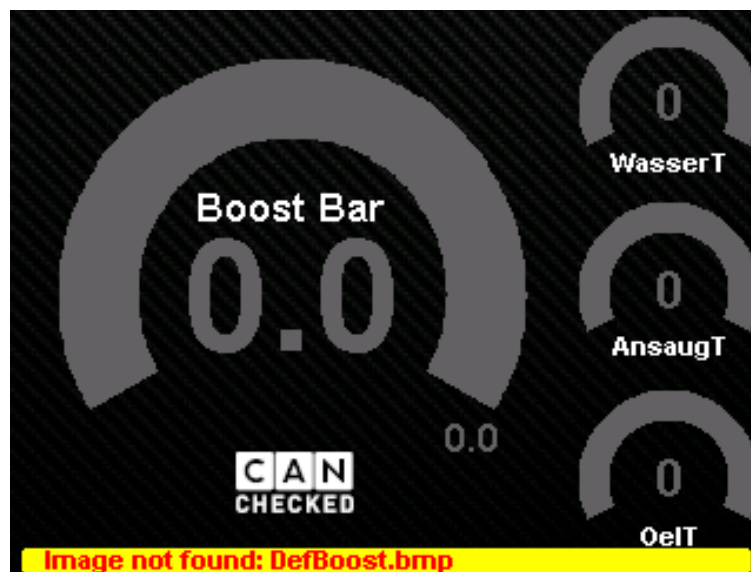 Boost Bar
0.0
0.0
CAN
CHECKED
0
WasserT
0
AnsaugT
0
OelT
Image not found: DefBoost.bmp